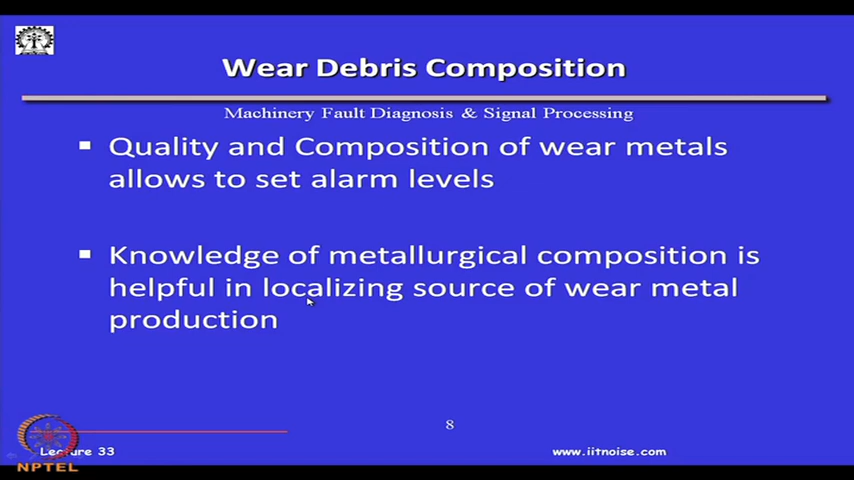 Wear Debris Composition
Machinery Fault Diagnosis & Signal Processing
Quality and Composition of wear metals
allows to set alarm levels
Knowledge of metallurgical composition is
helpful in localizing source of wear metal
production
8
Lecture 33
www.iitnoise.com
NPTEL